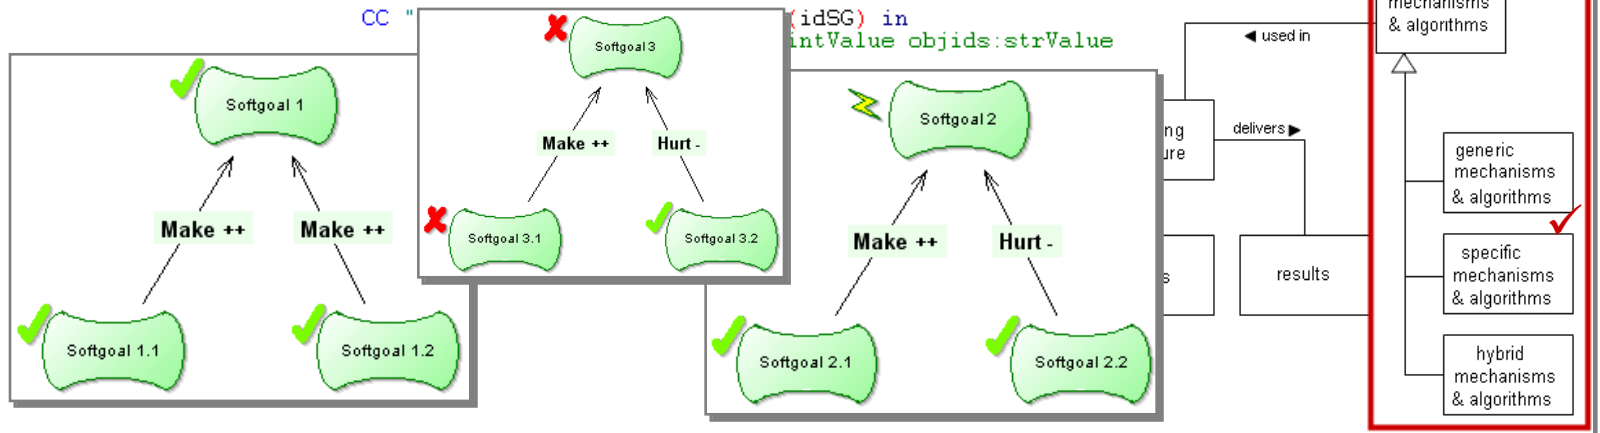 CC "
(idSG) in
intValue objids:strValue
Softgoal 1
Make ++
Make ++
Softgoal 1.1
Softgoal 1.2
Softgoal 3
Make ++
Hurt -
Softgoal 3.1
Softgoal 3.2
Softgoal 2
Make ++
Hurt -
Softgoal 2.1
Softgoal 2.2
mechanisms
& algorithms
◀ used in
ng
ure
delivers ▶
s
results
generic
mechanisms
& algorithms
specific
mechanisms
& algorithms
hybrid
mechanisms
& algorithms